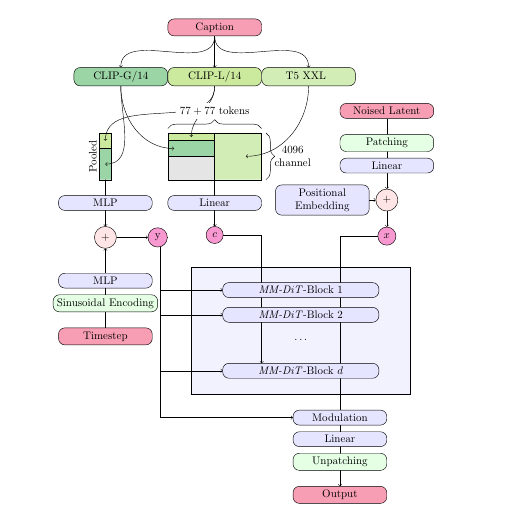 Caption
CLIP-G/14
CLIP-L/14
T5 XXL
77 + 77 tokens
Noised Latent
Patching
Pooled
4096
channel
Linear
MLP
Linear
Positional
Embedding
+
+
y
c
x
MLP
Sinusoidal Encoding
Timestep
MM-DiT-Block 1
MM-DiT-Block 2
...
MM-DiT-Block d
Modulation
Linear
Unpatching
Output